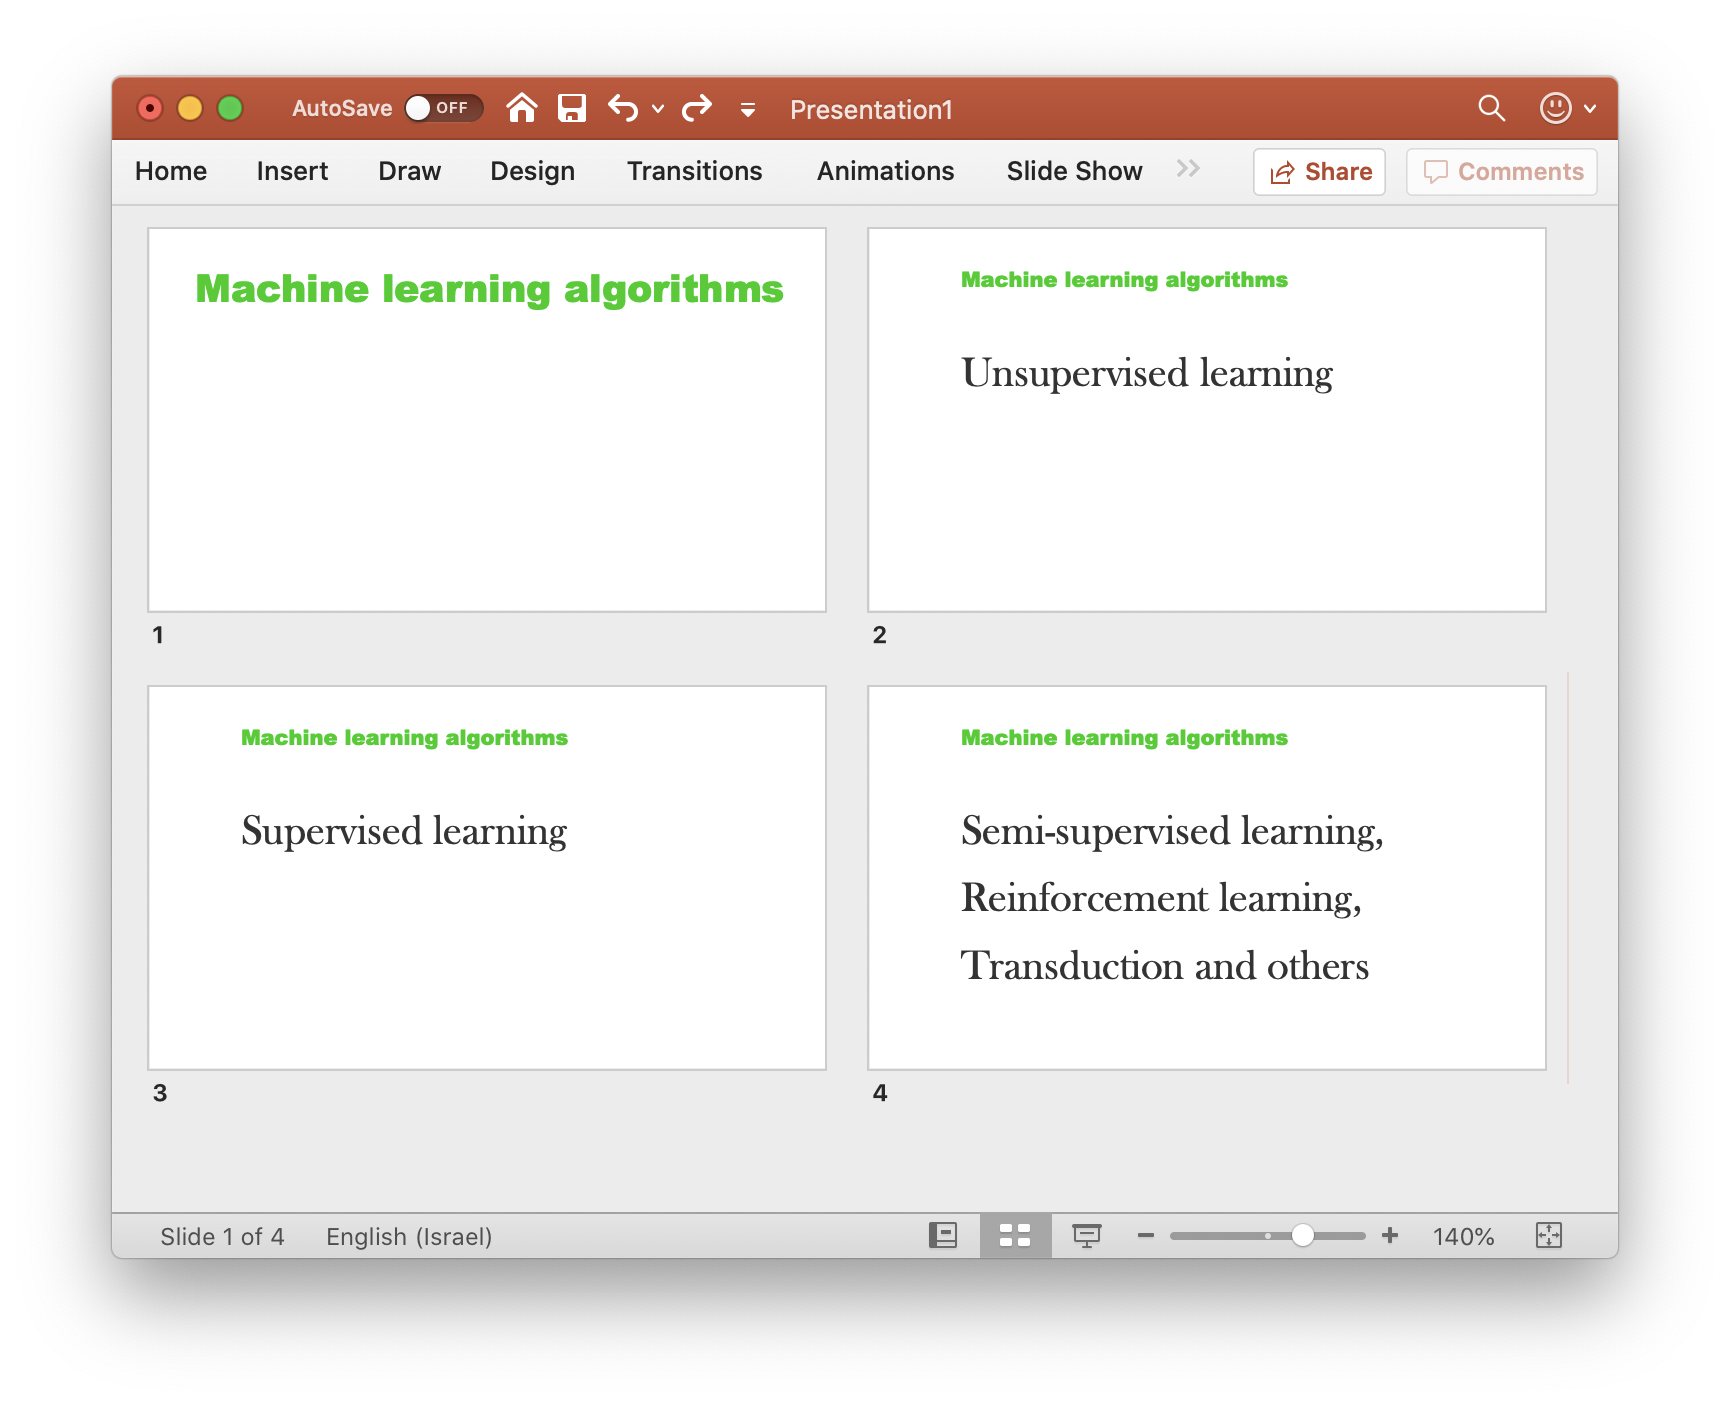 AutoSave OFF Presentation1
Home Insert Draw Design Transitions Animations Slide Show Share Comments
Machine learning algorithms
1
Machine learning algorithms
Unsupervised learning
2
Machine learning algorithms
Supervised learning
3
Machine learning algorithms
Semi-supervised learning,
Reinforcement learning,
Transduction and others
4
Slide 1 of 4 English (Israel) 140%